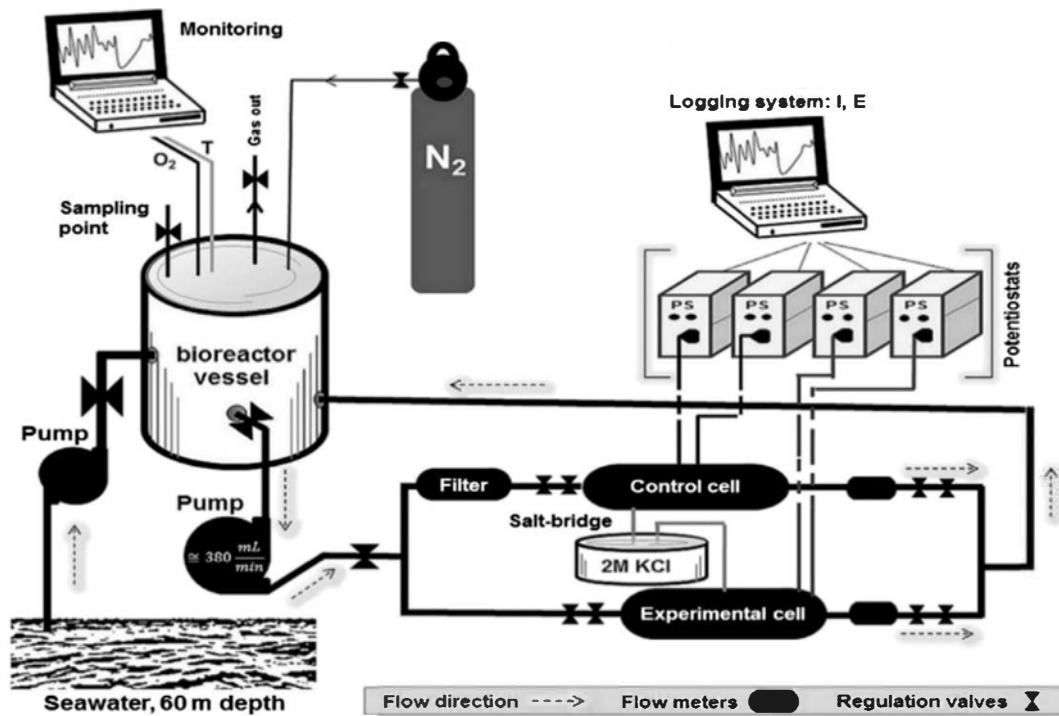 Monitoring
O₂
T
Gas out
N₂
Logging system: I, E
Sampling
point
PS
PS
PS
PS
Potentiostats
bioreactor
vessel
Pump
Pump
≅ 380 mL/min
Filter
Control cell
Salt-bridge
2M KCl
Experimental cell
Seawater, 60 m depth
Flow direction
Flow meters
Regulation valves